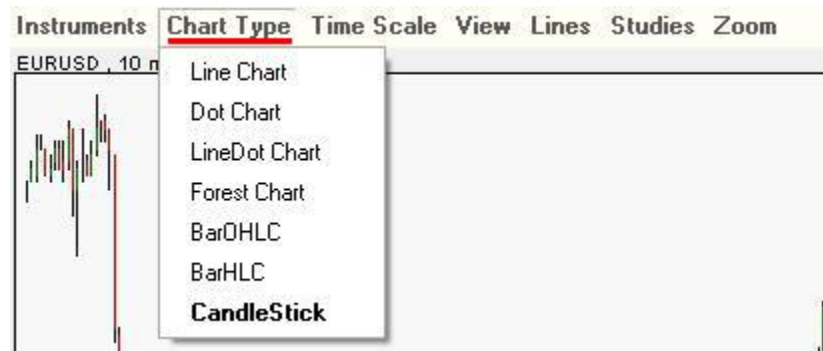 Instruments Chart Type Time Scale View Lines Studies Zoom
EURUSD , 10 m
Line Chart
Dot Chart
LineDot Chart
Forest Chart
BarOHLC
BarHLC
CandleStick